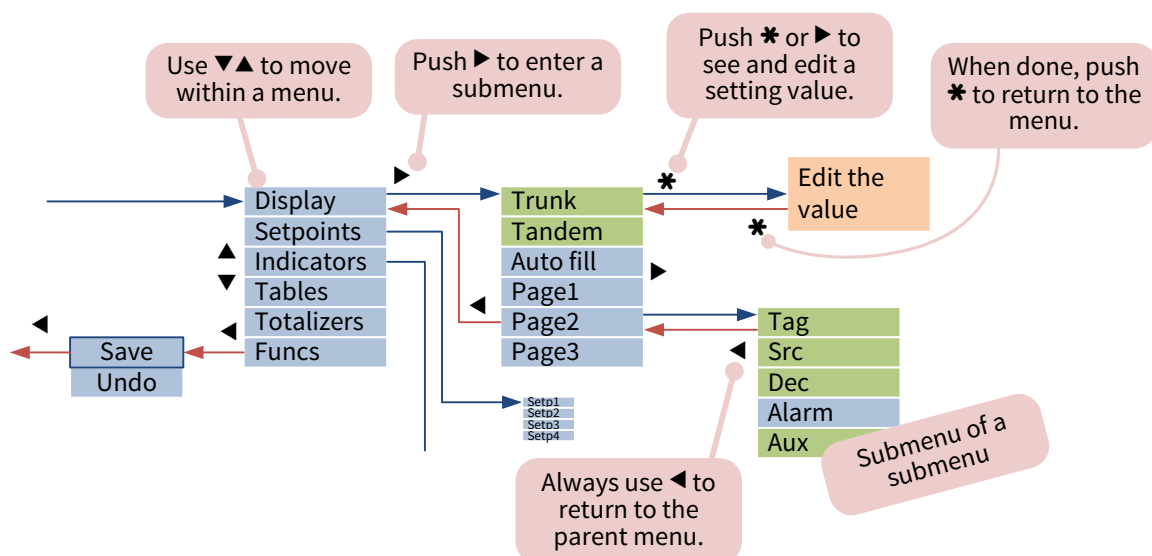 Use ▼▲ to move
within a menu.
Push ▶ to enter a
submenu.
Push ✱ or ▶ to
see and edit a
setting value.
When done, push
✱ to return to the
menu.
▶
✱
Display
Setpoints
Indicators
Tables
Totalizers
Funcs
▲
▼
◀
◀
Save
Undo
Trunk
Tandem
Auto fill
Page1
Page2
Page3
▶
◀
Edit the
value
✱
Setp1
Setp2
Setp3
Setp4
Tag
Src
Dec
Alarm
Aux
◀
Submenu of a
submenu
Always use ◀ to
return to the
parent menu.